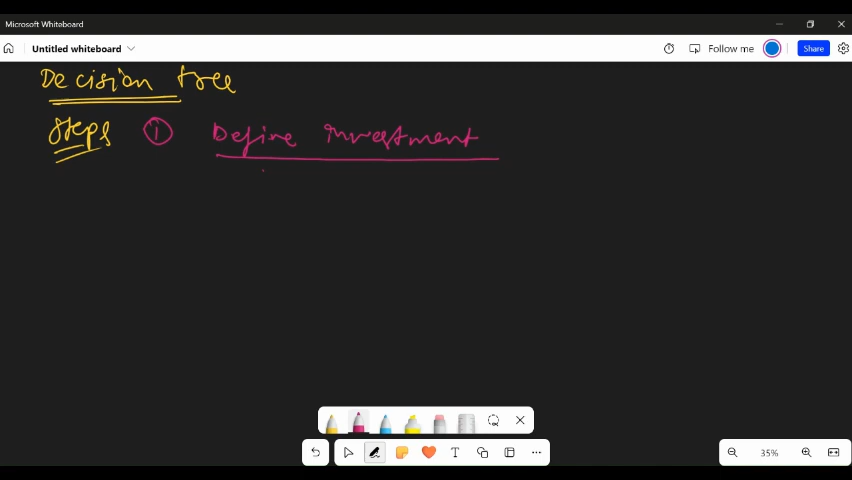 Microsoft Whiteboard
Untitled whiteboard
Follow me
Share
Decision tree
Steps ① Define Investment
T
35%